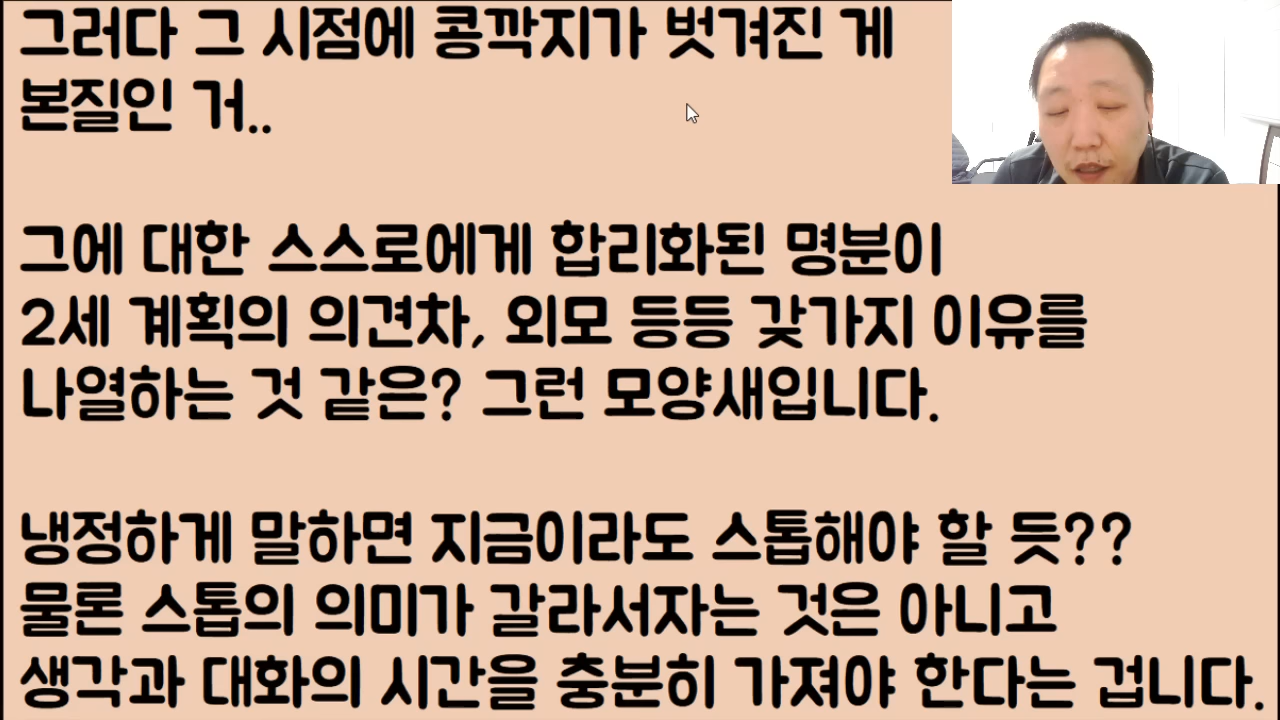 그러다 그 시점에 콩깍지가 벗겨진 게
본질인 거..
그에 대한 스스로에게 합리화된 명분이
2세 계획의 의견차, 외모 등등 갖가지 이유를
나열하는 것 같은? 그런 모양새입니다.
냉정하게 말하면 지금이라도 스톱해야 할 듯??
물론 스톱의 의미가 갈라서자는 것은 아니고
생각과 대화의 시간을 충분히 가져야 한다는 겁니다.